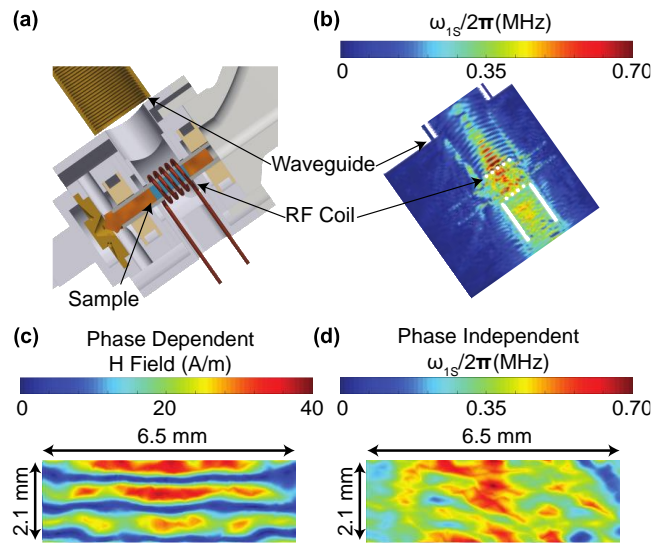 (a)
(b)
ω1S/2π(MHz)
0 0.35 0.70
Waveguide
RF Coil
Sample
(c)
(d)
Phase Dependent
H Field (A/m)
Phase Independent
ω1S/2π(MHz)
0 20 40
0 0.35 0.70
6.5 mm
6.5 mm
2.1 mm
2.1 mm